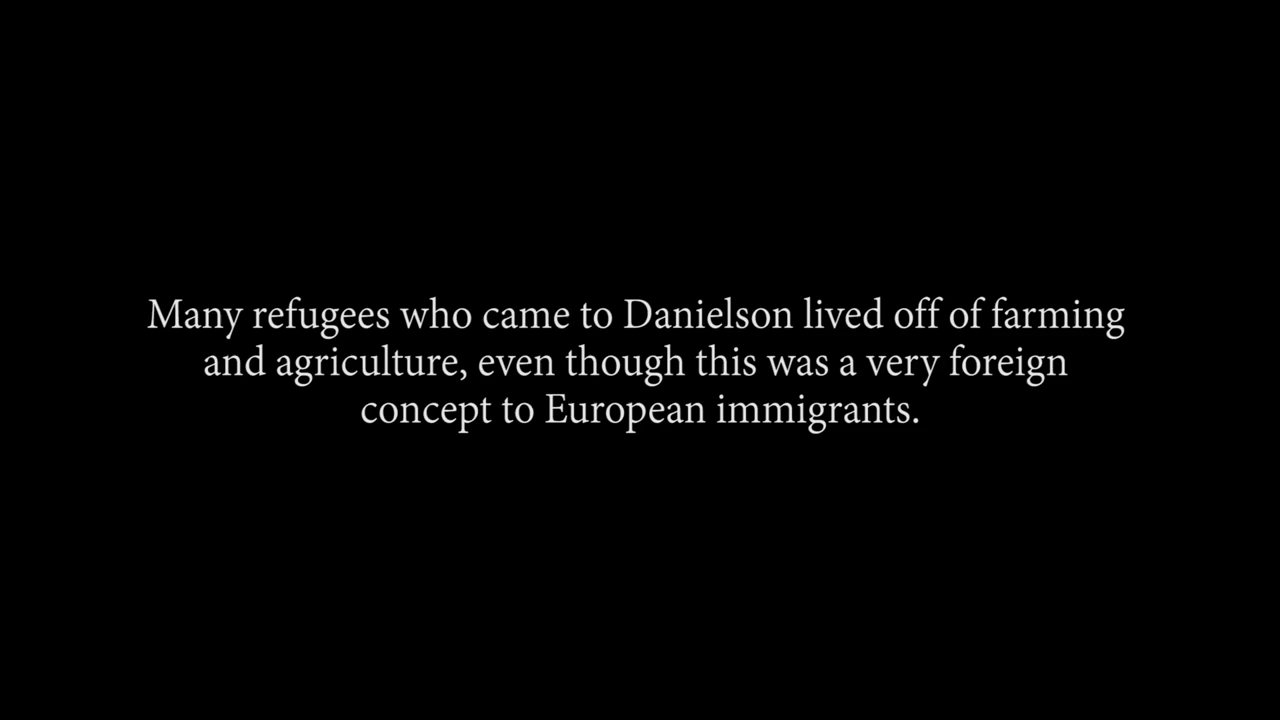 Many refugees who came to Danielson lived off of farming
and agriculture, even though this was a very foreign
concept to European immigrants.